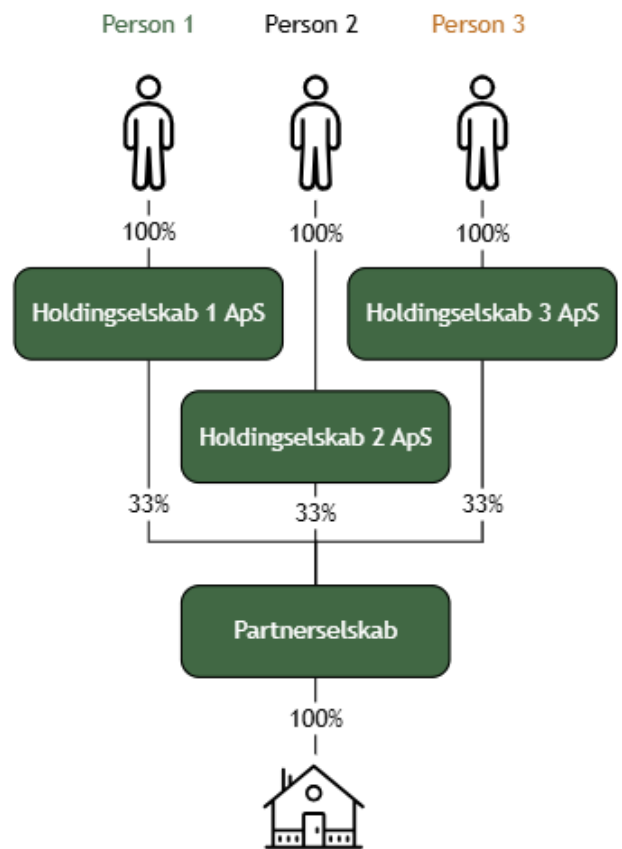 Person 1
Person 2
Person 3
100%
100%
100%
Holdingselskab 1 ApS
Holdingselskab 3 ApS
Holdingselskab 2 ApS
33%
33%
33%
Partnerselskab
100%